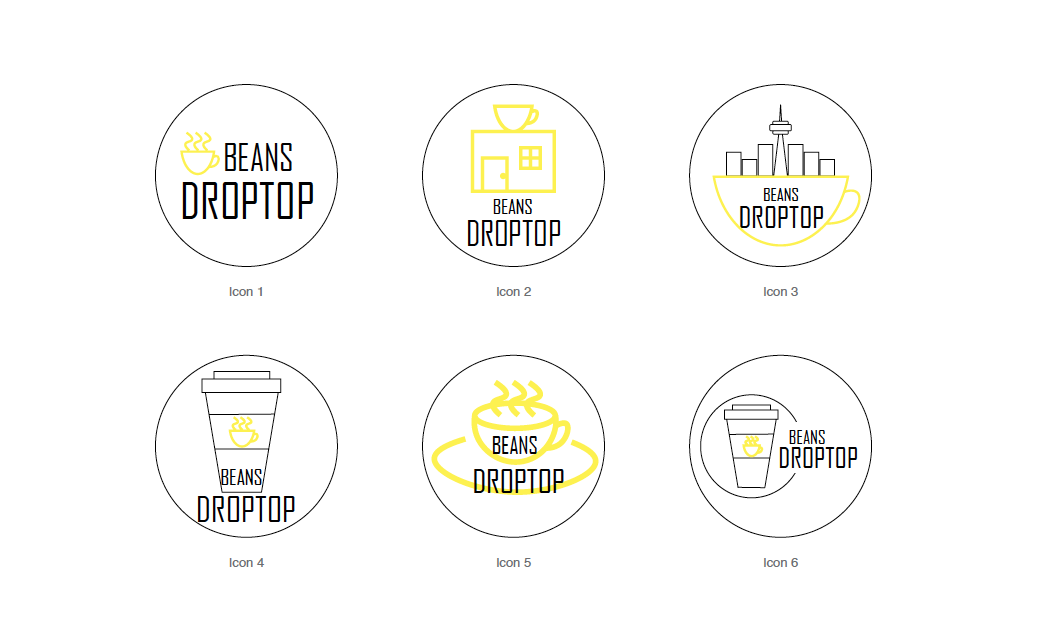 BEANS
DROPTOP
Icon 1
BEANS
DROPTOP
Icon 2
BEANS
DROPTOP
Icon 3
BEANS
DROPTOP
Icon 4
BEANS
DROPTOP
Icon 5
BEANS
DROPTOP
Icon 6